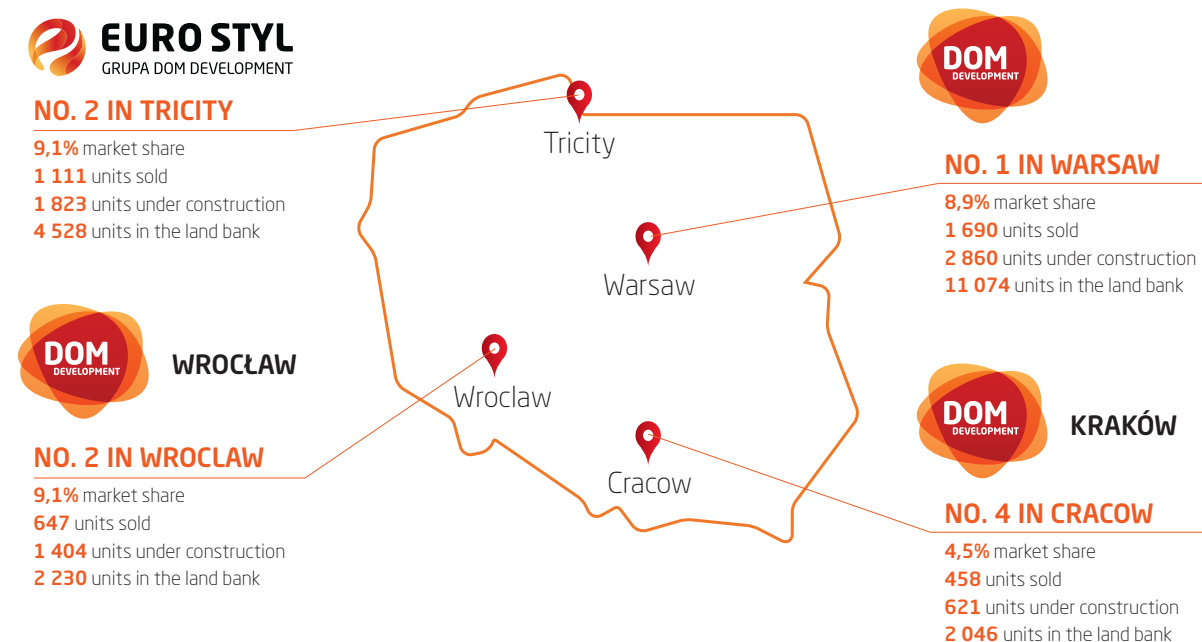 EURO STYL
GRUPA DOM DEVELOPMENT
NO. 2 IN TRICITY
9,1% market share
1 111 units sold
1 823 units under construction
4 528 units in the land bank
DOM
DEVELOPMENT
NO. 1 IN WARSAW
8,9% market share
1 690 units sold
2 860 units under construction
11 074 units in the land bank
Tricity
Warsaw
Wroclaw
Cracow
DOM
DEVELOPMENT
WROCŁAW
NO. 2 IN WROCLAW
9,1% market share
647 units sold
1 404 units under construction
2 230 units in the land bank
DOM
DEVELOPMENT
KRAKÓW
NO. 4 IN CRACOW
4,5% market share
458 units sold
621 units under construction
2 046 units in the land bank